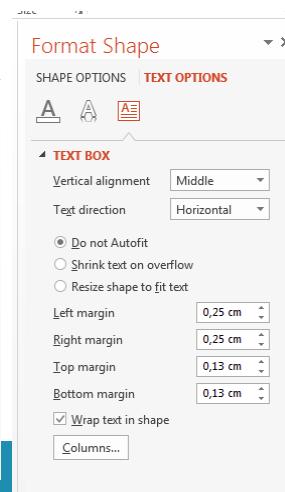 Format Shape
SHAPE OPTIONS TEXT OPTIONS
TEXT BOX
Vertical alignment Middle
Text direction Horizontal
Do not Autofit
Shrink text on overflow
Resize shape to fit text
Left margin 0,25 cm
Right margin 0,25 cm
Top margin 0,13 cm
Bottom margin 0,13 cm
Wrap text in shape
Columns...